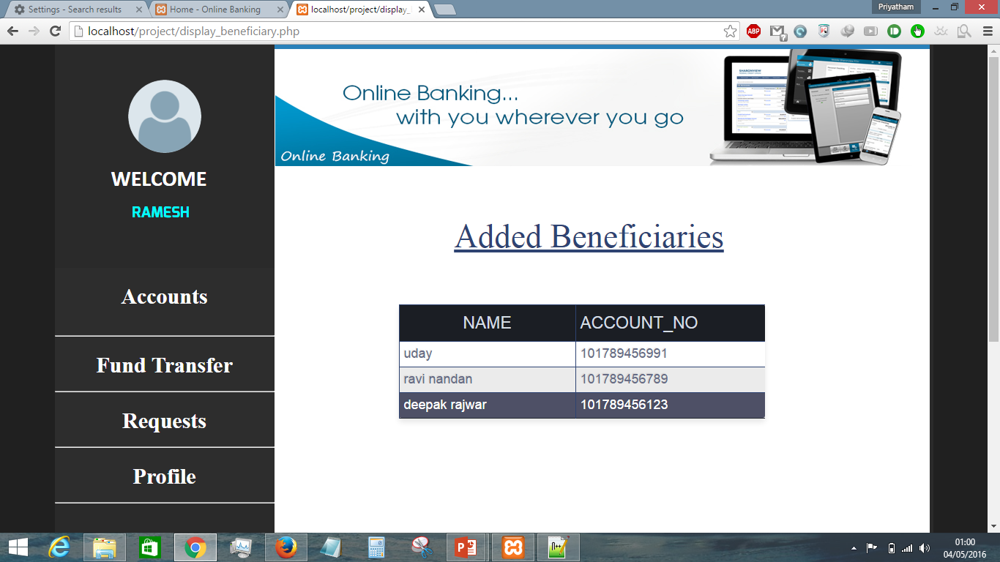 Settings - Search results
Home - Online Banking
localhost/project/display_
Priyatham
localhost/project/display_beneficiary.php
ABP
WELCOME
RAMESH
Accounts
Fund Transfer
Requests
Profile
Online Banking...
with you wherever you go
Online Banking
SHARONVIEW
Added Beneficiaries
NAME ACCOUNT_NO
uday 101789456991
ravi nandan 101789456789
deepak rajwar 101789456123
01:00
04/05/2016